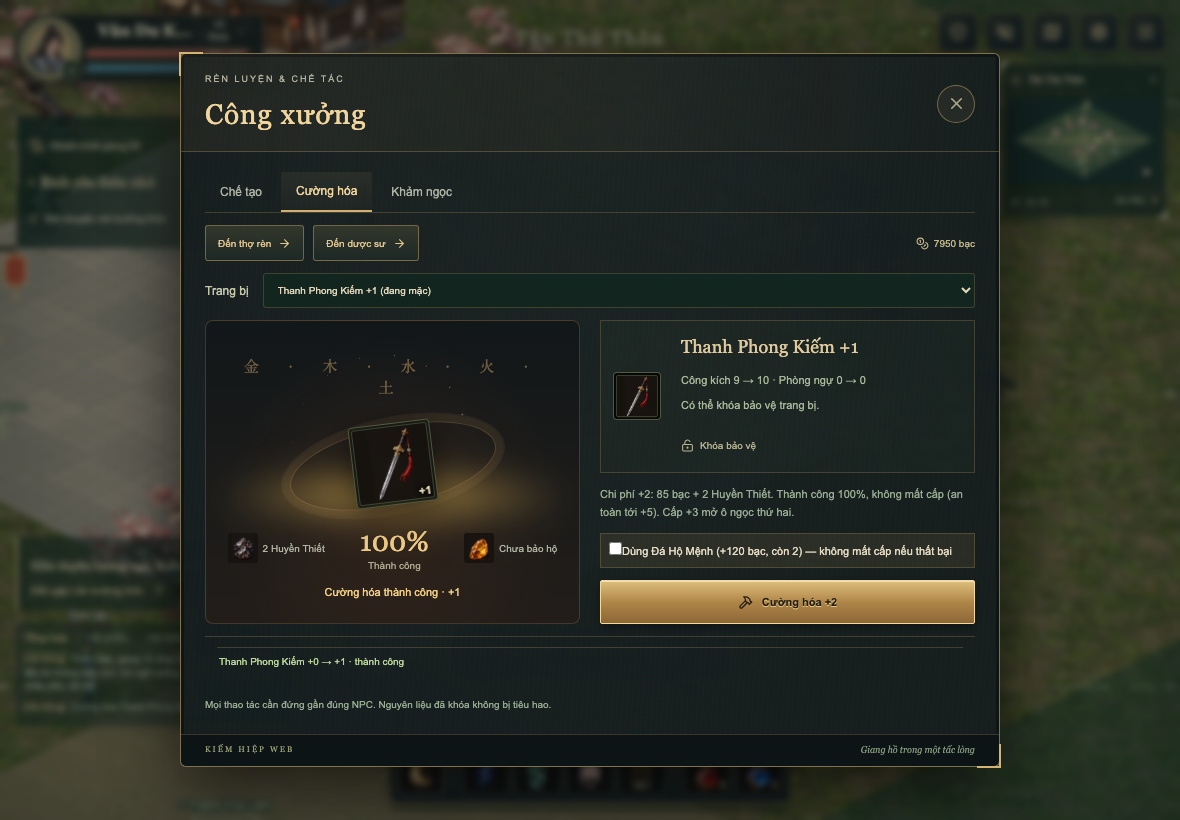 RÈN LUYỆN & CHẾ TÁC
Công xưởng
Chế tạo
Cường hóa
Khảm ngọc
Đến thợ rèn →
Đến dược sư →
7950 bạc
Trang bị
Thanh Phong Kiếm +1 (đang mặc)
金 · 木 · 水 · 火 ·
土
+1
2 Huyền Thiết
100%
Thành công
Chưa bảo hộ
Cường hóa thành công · +1
Thanh Phong Kiếm +1
Công kích 9 → 10 · Phòng ngự 0 → 0
Có thể khóa bảo vệ trang bị.
Khóa bảo vệ
Chi phí +2: 85 bạc + 2 Huyền Thiết. Thành công 100%, không mất cấp (an
toàn tới +5). Cấp +3 mở ô ngọc thứ hai.
Dùng Đá Hộ Mệnh (+120 bạc, còn 2) — không mất cấp nếu thất bại
Cường hóa +2
Thanh Phong Kiếm +0 → +1 · thành công
Mọi thao tác cần đứng gần đúng NPC. Nguyên liệu đã khóa không bị tiêu hao.
KIẾM HIỆP WEB
Giang hồ trong một tấc lòng